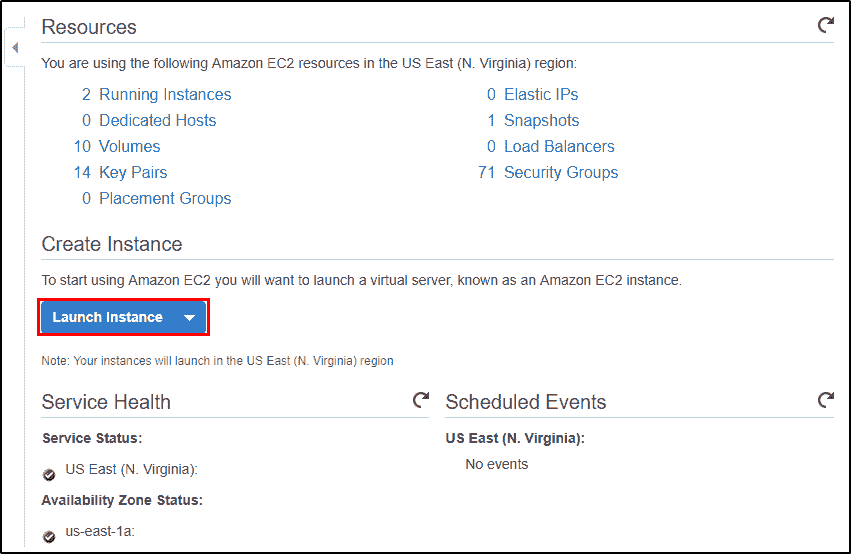 Resources
You are using the following Amazon EC2 resources in the US East (N. Virginia) region:
2 Running Instances
0 Elastic IPs
0 Dedicated Hosts
1 Snapshots
10 Volumes
0 Load Balancers
14 Key Pairs
71 Security Groups
0 Placement Groups
Create Instance
To start using Amazon EC2 you will want to launch a virtual server, known as an Amazon EC2 instance.
Launch Instance
Note: Your instances will launch in the US East (N. Virginia) region
Service Health
Scheduled Events
Service Status:
US East (N. Virginia):
US East (N. Virginia):
No events
Availability Zone Status:
us-east-1a: